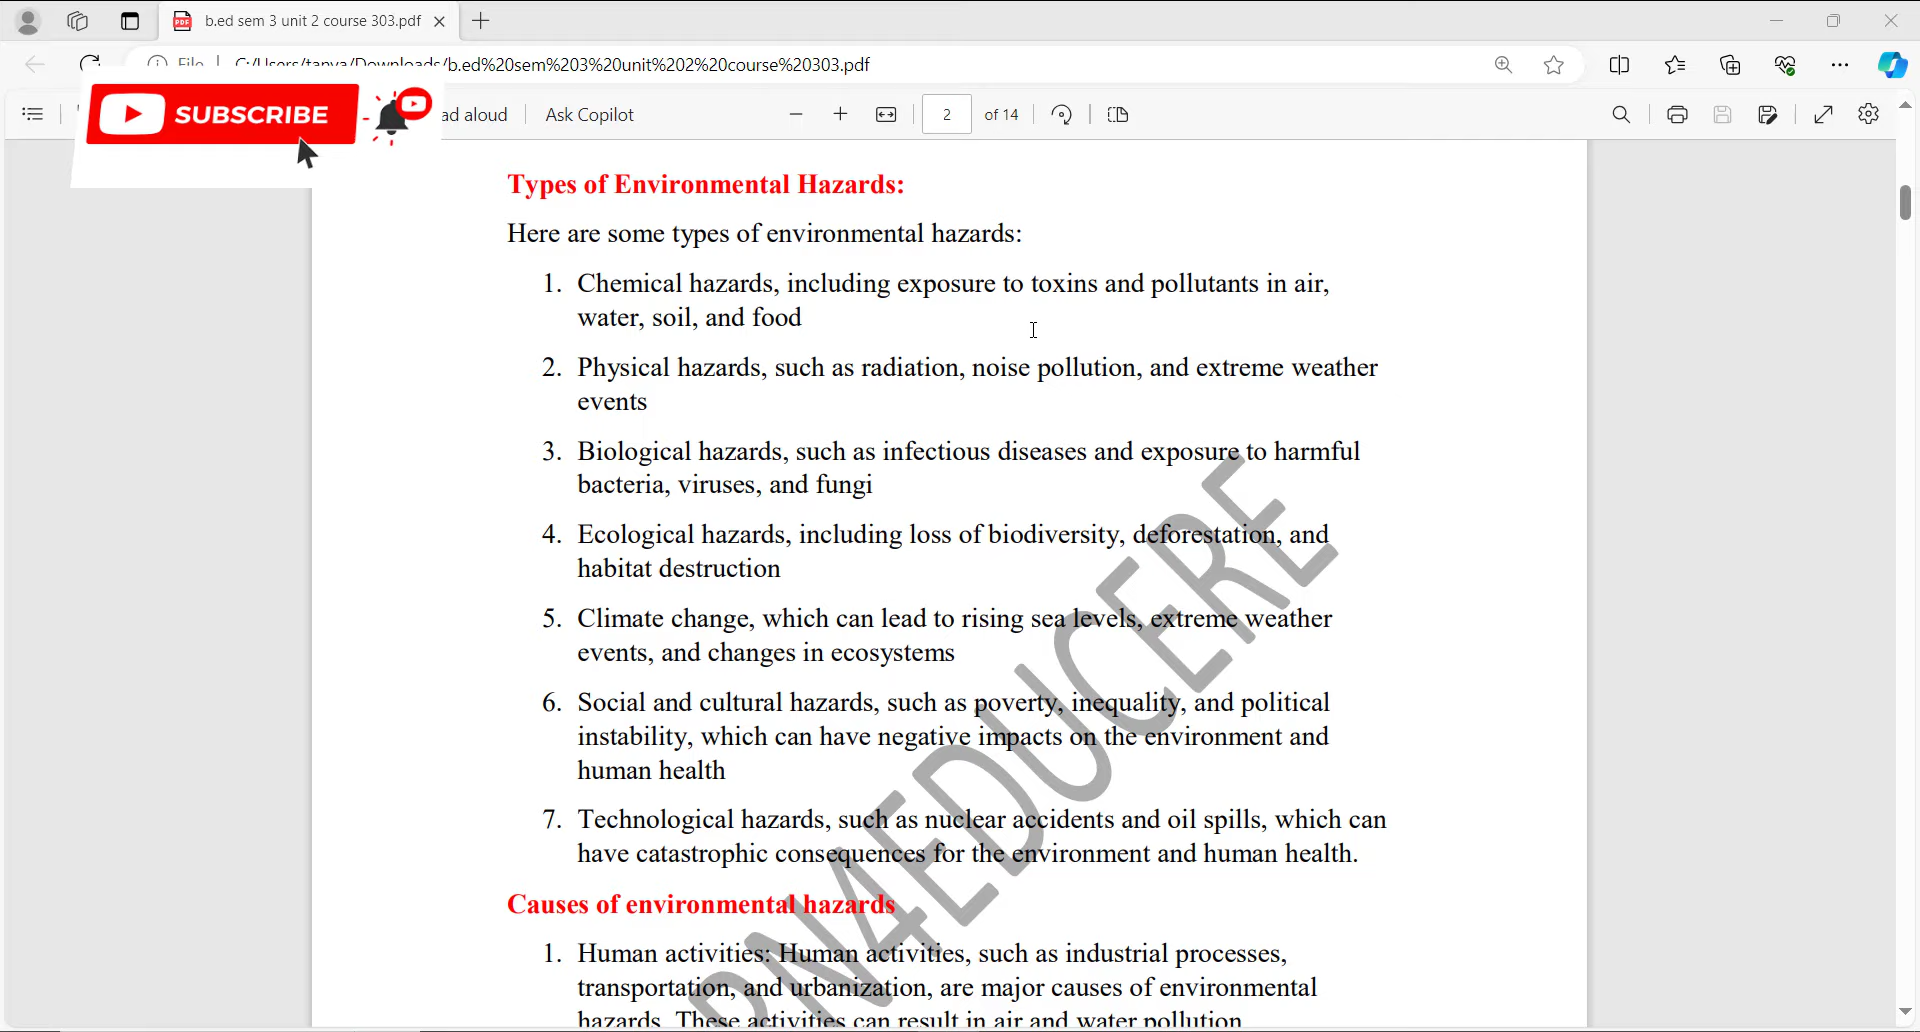 b.ed sem 3 unit 2 course 303.pdf
File | C:/Users/tanya/Downloads/b.ed%20sem%203%20unit%202%20course%20303.pdf
SUBSCRIBE
ad aloud | Ask Copilot
2 of 14
Types of Environmental Hazards:
Here are some types of environmental hazards:
1. Chemical hazards, including exposure to toxins and pollutants in air,
water, soil, and food
2. Physical hazards, such as radiation, noise pollution, and extreme weather
events
3. Biological hazards, such as infectious diseases and exposure to harmful
bacteria, viruses, and fungi
4. Ecological hazards, including loss of biodiversity, deforestation, and
habitat destruction
5. Climate change, which can lead to rising sea levels, extreme weather
events, and changes in ecosystems
6. Social and cultural hazards, such as poverty, inequality, and political
instability, which can have negative impacts on the environment and
human health
7. Technological hazards, such as nuclear accidents and oil spills, which can
have catastrophic consequences for the environment and human health.
Causes of environmental hazards
1. Human activities: Human activities, such as industrial processes,
transportation, and urbanization, are major causes of environmental
hazards. These activities can result in air and water pollution
RN4EDUCERE